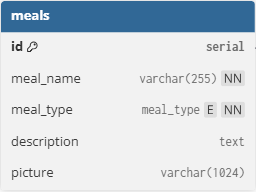 meals
id serial
meal_name varchar(255) NN
meal_type meal_type E NN
description text
picture varchar(1024)